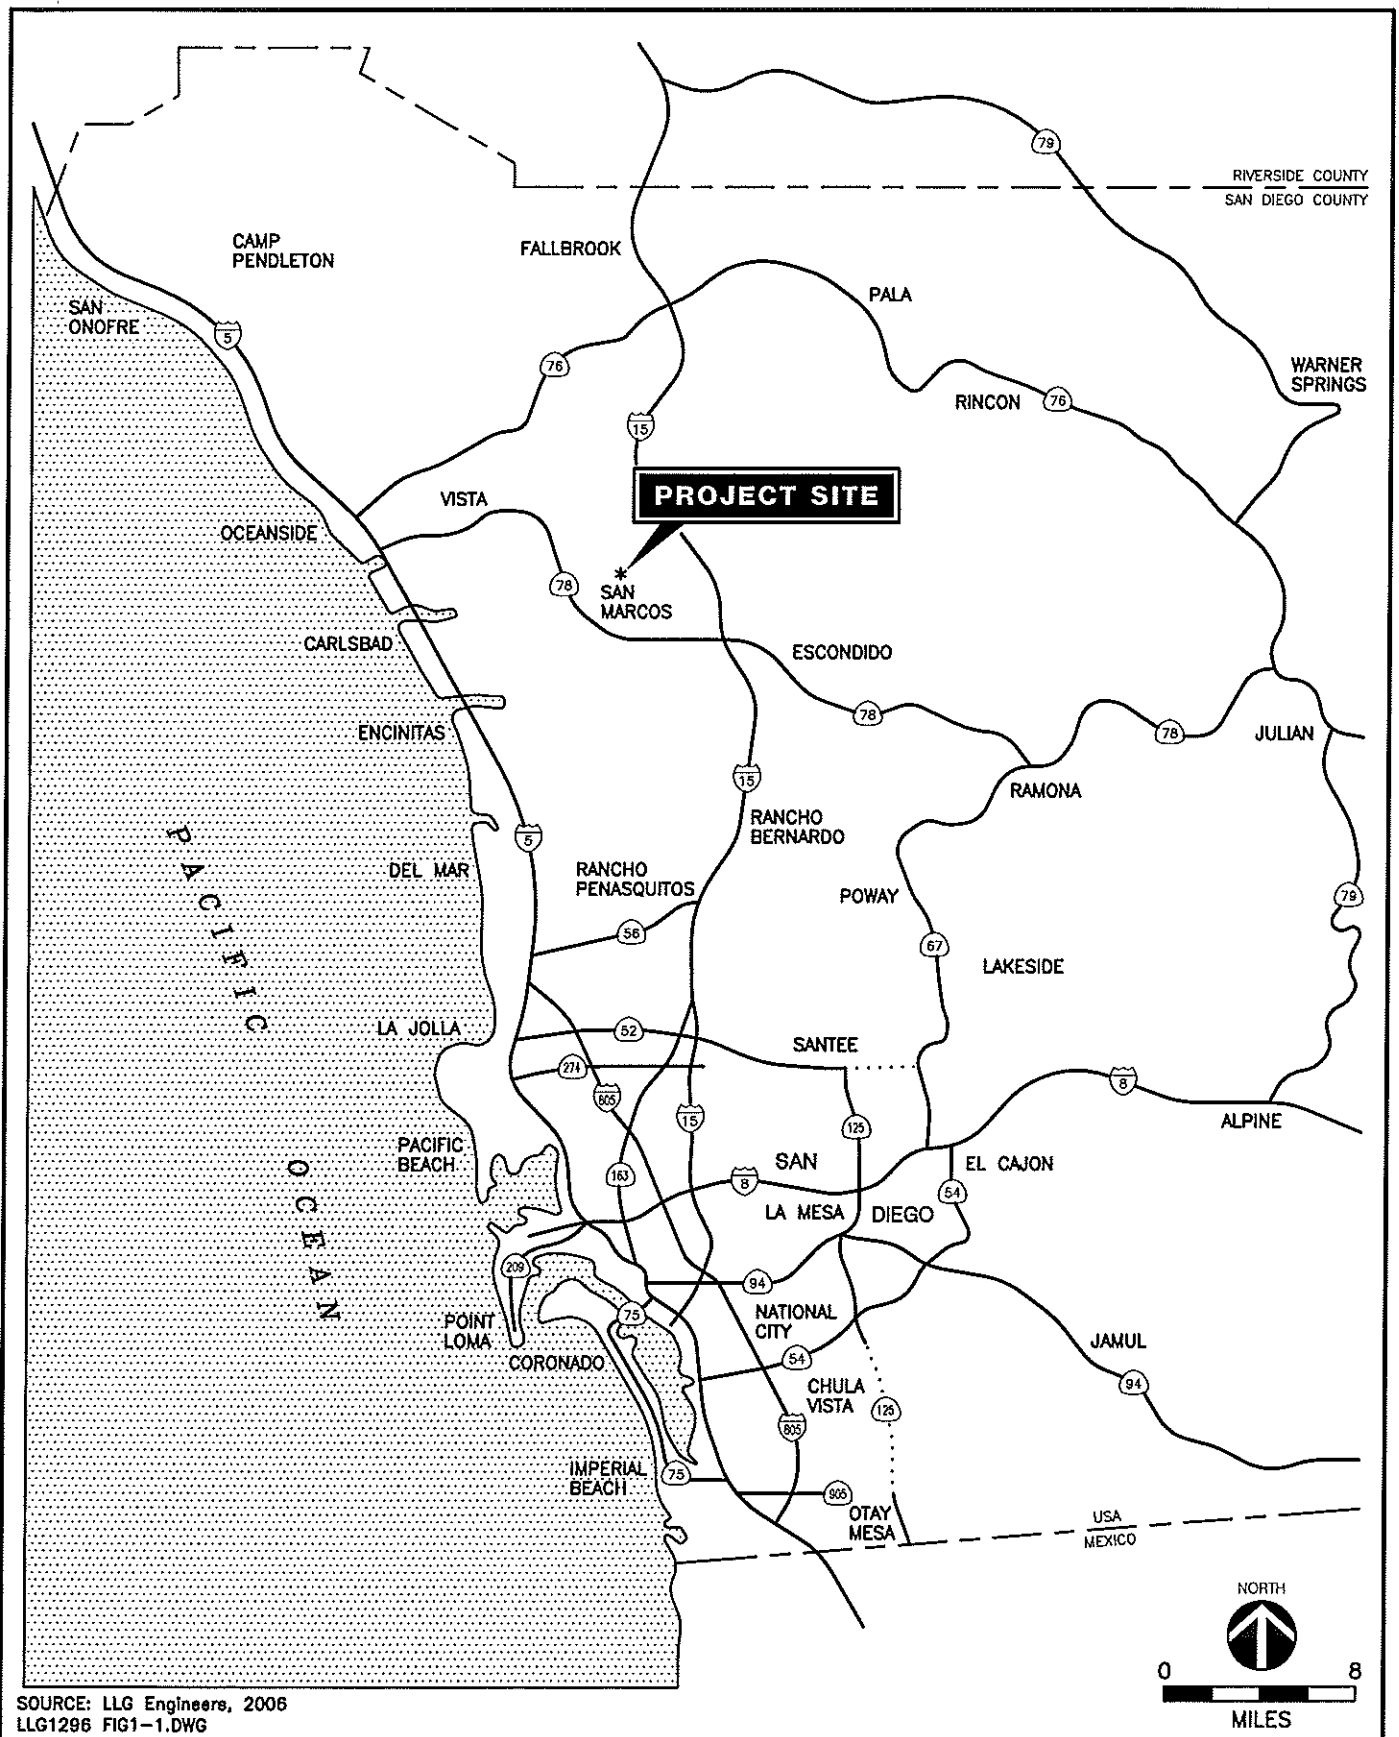 79
RIVERSIDE COUNTY
SAN DIEGO COUNTY
CAMP
PENDLETON
FALLBROOK
SAN
ONOFRE
5
PALA
76
WARNER
SPRINGS
RINCON
76
15
PROJECT SITE
VISTA
OCEANSIDE
78
SAN
MARCOS
CARLSBAD
ESCONDIDO
78
ENCINITAS
78
JULIAN
15
RAMONA
RANCHO
BERNARDO
5
DEL MAR
RANCHO
PENASQUITOS
POWAY
79
56
67
LAKESIDE
PACIFIC
OCEAN
LA JOLLA
52
SANTEE
274
8
805
15
125
ALPINE
PACIFIC
BEACH
163
SAN
DIEGO
8
EL CAJON
54
LA MESA
209
94
POINT
LOMA
75
NATIONAL
CITY
CORONADO
54
JAMUL
94
CHULA
VISTA
125
805
IMPERIAL
BEACH
75
905
OTAY
MESA
USA
MEXICO
NORTH
0 8
MILES
SOURCE: LLG Engineers, 2006
LLG1296 FIG1-1.DWG